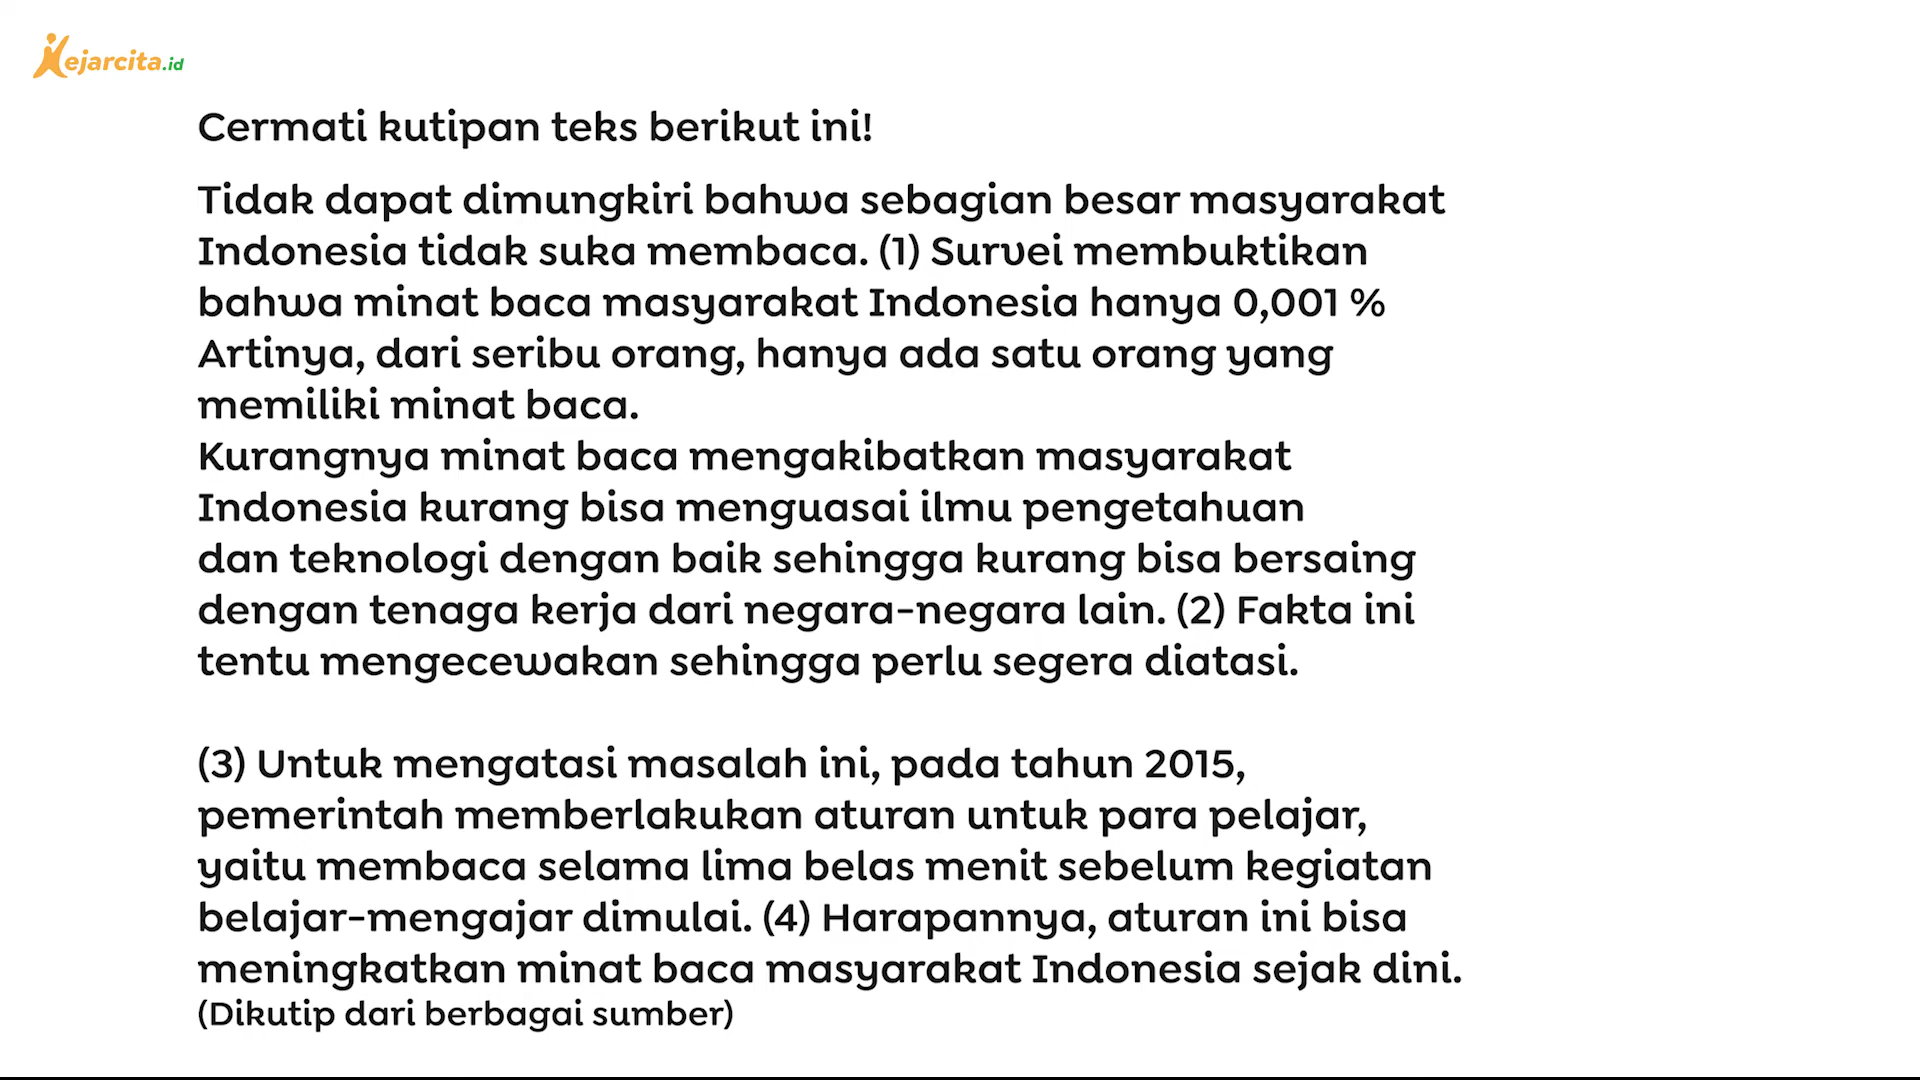 Kejarcita.id
Cermati kutipan teks berikut ini!
Tidak dapat dimungkiri bahwa sebagian besar masyarakat
Indonesia tidak suka membaca. (1) Survei membuktikan
bahwa minat baca masyarakat Indonesia hanya 0,001 %
Artinya, dari seribu orang, hanya ada satu orang yang
memiliki minat baca.
Kurangnya minat baca mengakibatkan masyarakat
Indonesia kurang bisa menguasai ilmu pengetahuan
dan teknologi dengan baik sehingga kurang bisa bersaing
dengan tenaga kerja dari negara-negara lain. (2) Fakta ini
tentu mengecewakan sehingga perlu segera diatasi.
(3) Untuk mengatasi masalah ini, pada tahun 2015,
pemerintah memberlakukan aturan untuk para pelajar,
yaitu membaca selama lima belas menit sebelum kegiatan
belajar-mengajar dimulai. (4) Harapannya, aturan ini bisa
meningkatkan minat baca masyarakat Indonesia sejak dini.
(Dikutip dari berbagai sumber)